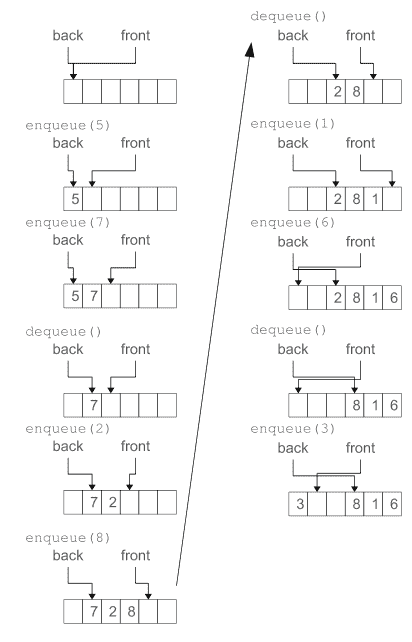 back front
enqueue(5)
back front
5
enqueue(7)
back front
5 7
dequeue()
back front
7
enqueue(2)
back front
7 2
enqueue(8)
back front
7 2 8
dequeue()
back front
2 8
enqueue(1)
back front
2 8 1
enqueue(6)
back front
2 8 1 6
dequeue()
back front
8 1 6
enqueue(3)
back front
3 8 1 6